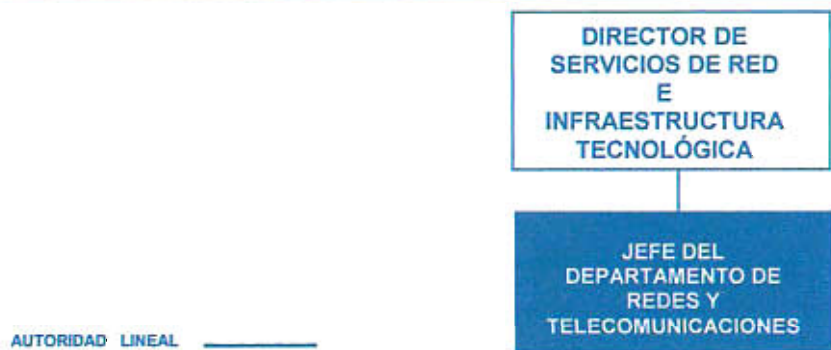 DIRECTOR DE
SERVICIOS DE RED
E
INFRAESTRUCTURA
TECNOLÓGICA
JEFE DEL
DEPARTAMENTO DE
REDES Y
TELECOMUNICACIONES
AUTORIDAD LINEAL